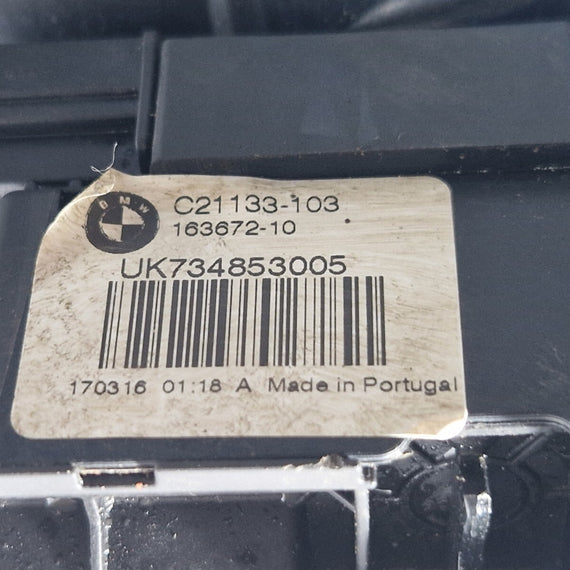 BMW
C21133-103
163672-10
UK734853005
170316 01:18 A Made in Portugal